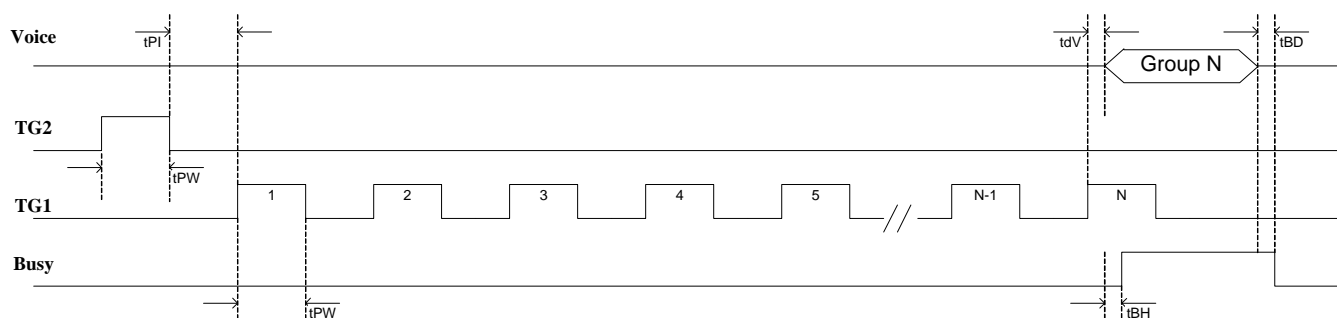 Voice
tPI
tdV
tBD
Group N
TG2
tPW
TG1
1
2
3
4
5
N-1
N
Busy
tPW
tBH